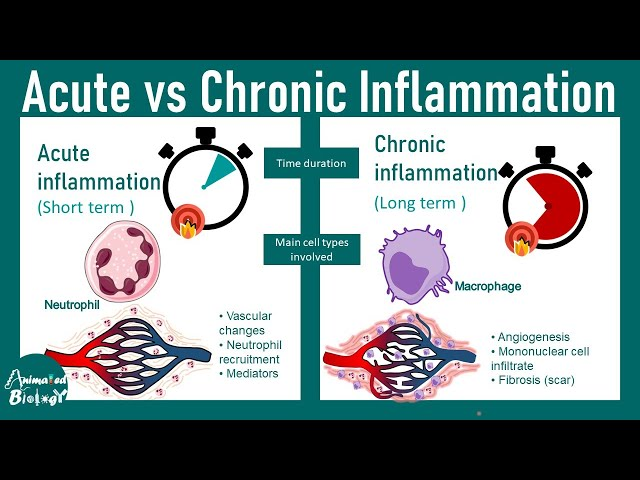 Acute vs Chronic Inflammation
Acute
inflammation
(Short term )
Time duration
Chronic
inflammation
(Long term )
Main cell types
involved
Neutrophil
Macrophage
• Vascular
changes
• Neutrophil
recruitment
• Mediators
• Angiogenesis
• Mononuclear cell
infiltrate
• Fibrosis (scar)
Animated
Biology